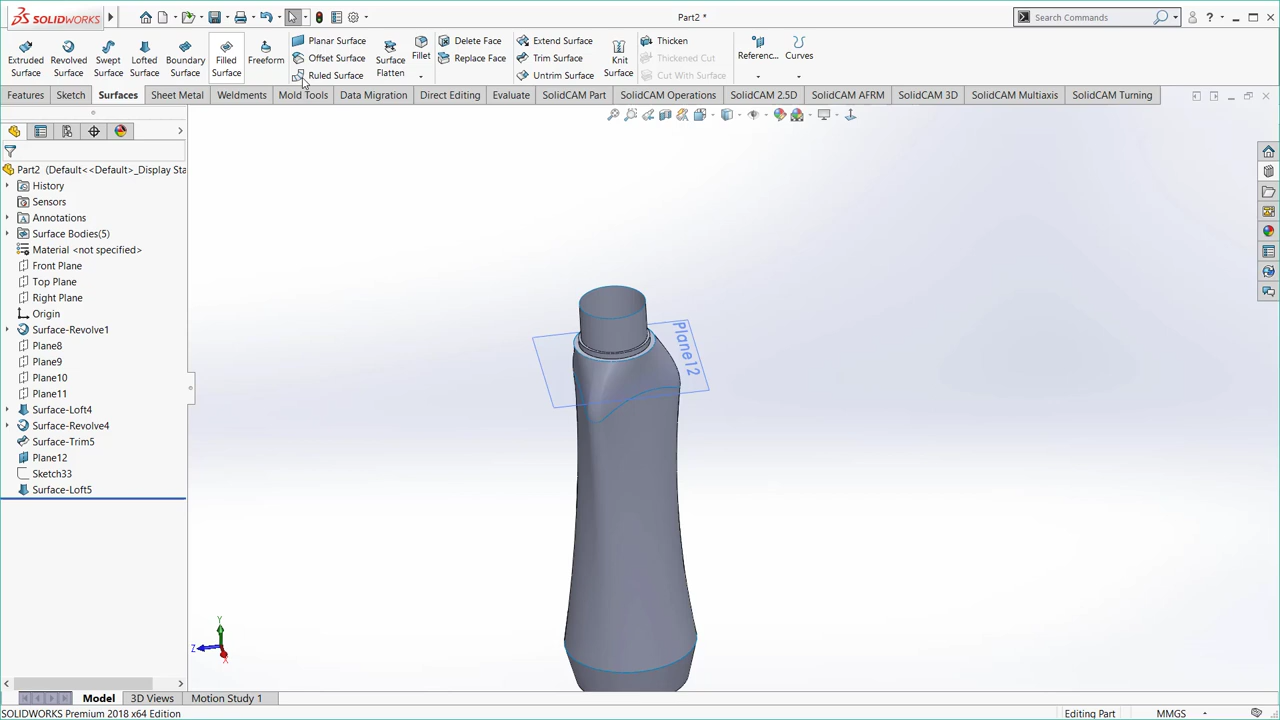 SOLIDWORKS
Part2 *
Search Commands
Extruded Surface
Revolved Surface
Swept Surface
Lofted Surface
Boundary Surface
Filled Surface
Freeform
Planar Surface
Offset Surface
Ruled Surface
Surface Flatten
Fillet
Delete Face
Replace Face
Extend Surface
Trim Surface
Untrim Surface
Knit Surface
Thicken
Thickened Cut
Cut With Surface
Referenc...
Curves
Features
Sketch
Surfaces
Sheet Metal
Weldments
Mold Tools
Data Migration
Direct Editing
Evaluate
SolidCAM Part
SolidCAM Operations
SolidCAM 2.5D
SolidCAM AFRM
SolidCAM 3D
SolidCAM Multiaxis
SolidCAM Turning
Part2 (Default<<Default>_Display Sta
History
Sensors
Annotations
Surface Bodies(5)
Material <not specified>
Front Plane
Top Plane
Right Plane
Origin
Surface-Revolve1
Plane8
Plane9
Plane10
Plane11
Surface-Loft4
Surface-Revolve4
Surface-Trim5
Plane12
Sketch33
Surface-Loft5
Plane12
Y
Z
X
Model
3D Views
Motion Study 1
SOLIDWORKS Premium 2018 x64 Edition
Editing Part
MMGS